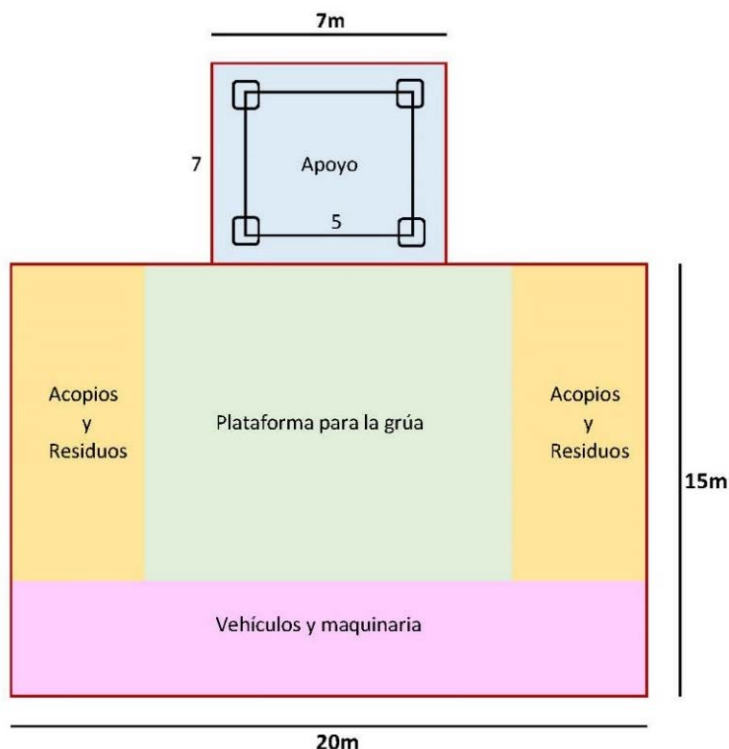 7m
7
Apoyo
5
Acopios
y
Residuos
Plataforma para la grúa
Acopios
y
Residuos
15m
Vehículos y maquinaria
20m